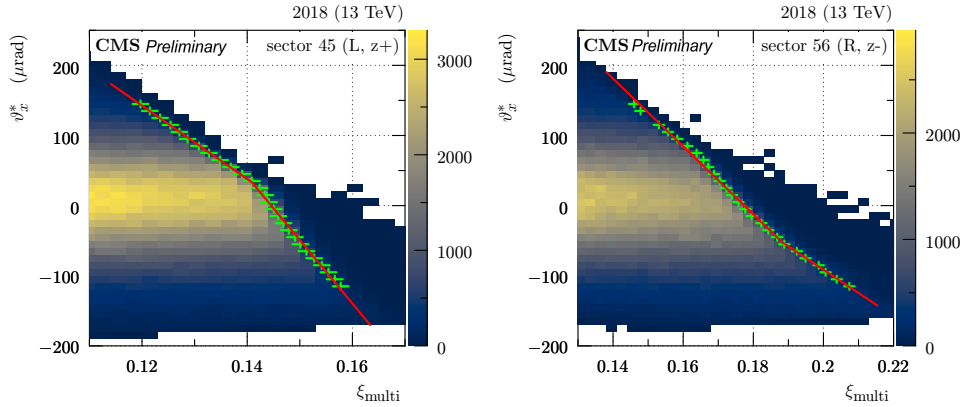 2018 (13 TeV)
CMS Preliminary
sector 45 (L, z+)
ϑ*x (μrad)
200
100
0
−100
−200
0.12
0.14
0.16
ξmulti
3000
2000
1000
0
2018 (13 TeV)
CMS Preliminary
sector 56 (R, z-)
ϑ*x (μrad)
200
100
0
−100
−200
0.14
0.16
0.18
0.2
0.22
ξmulti
2000
1000
0